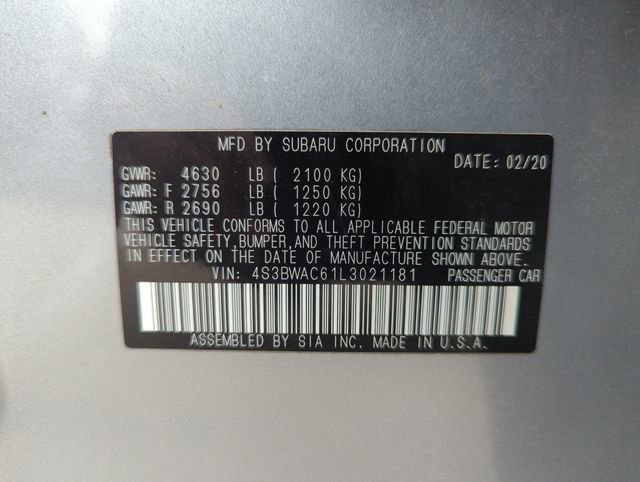 MFD BY SUBARU CORPORATION
DATE: 02/20
GVWR: 4630 LB ( 2100 KG)
GAWR: F 2756 LB ( 1250 KG)
GAWR: R 2690 LB ( 1220 KG)
THIS VEHICLE CONFORMS TO ALL APPLICABLE FEDERAL MOTOR
VEHICLE SAFETY, BUMPER, AND THEFT PREVENTION STANDARDS
IN EFFECT ON THE DATE OF MANUFACTURE SHOWN ABOVE.
VIN: 4S3BWAC61L3021181 PASSENGER CAR
ASSEMBLED BY SIA INC. MADE IN U.S.A.